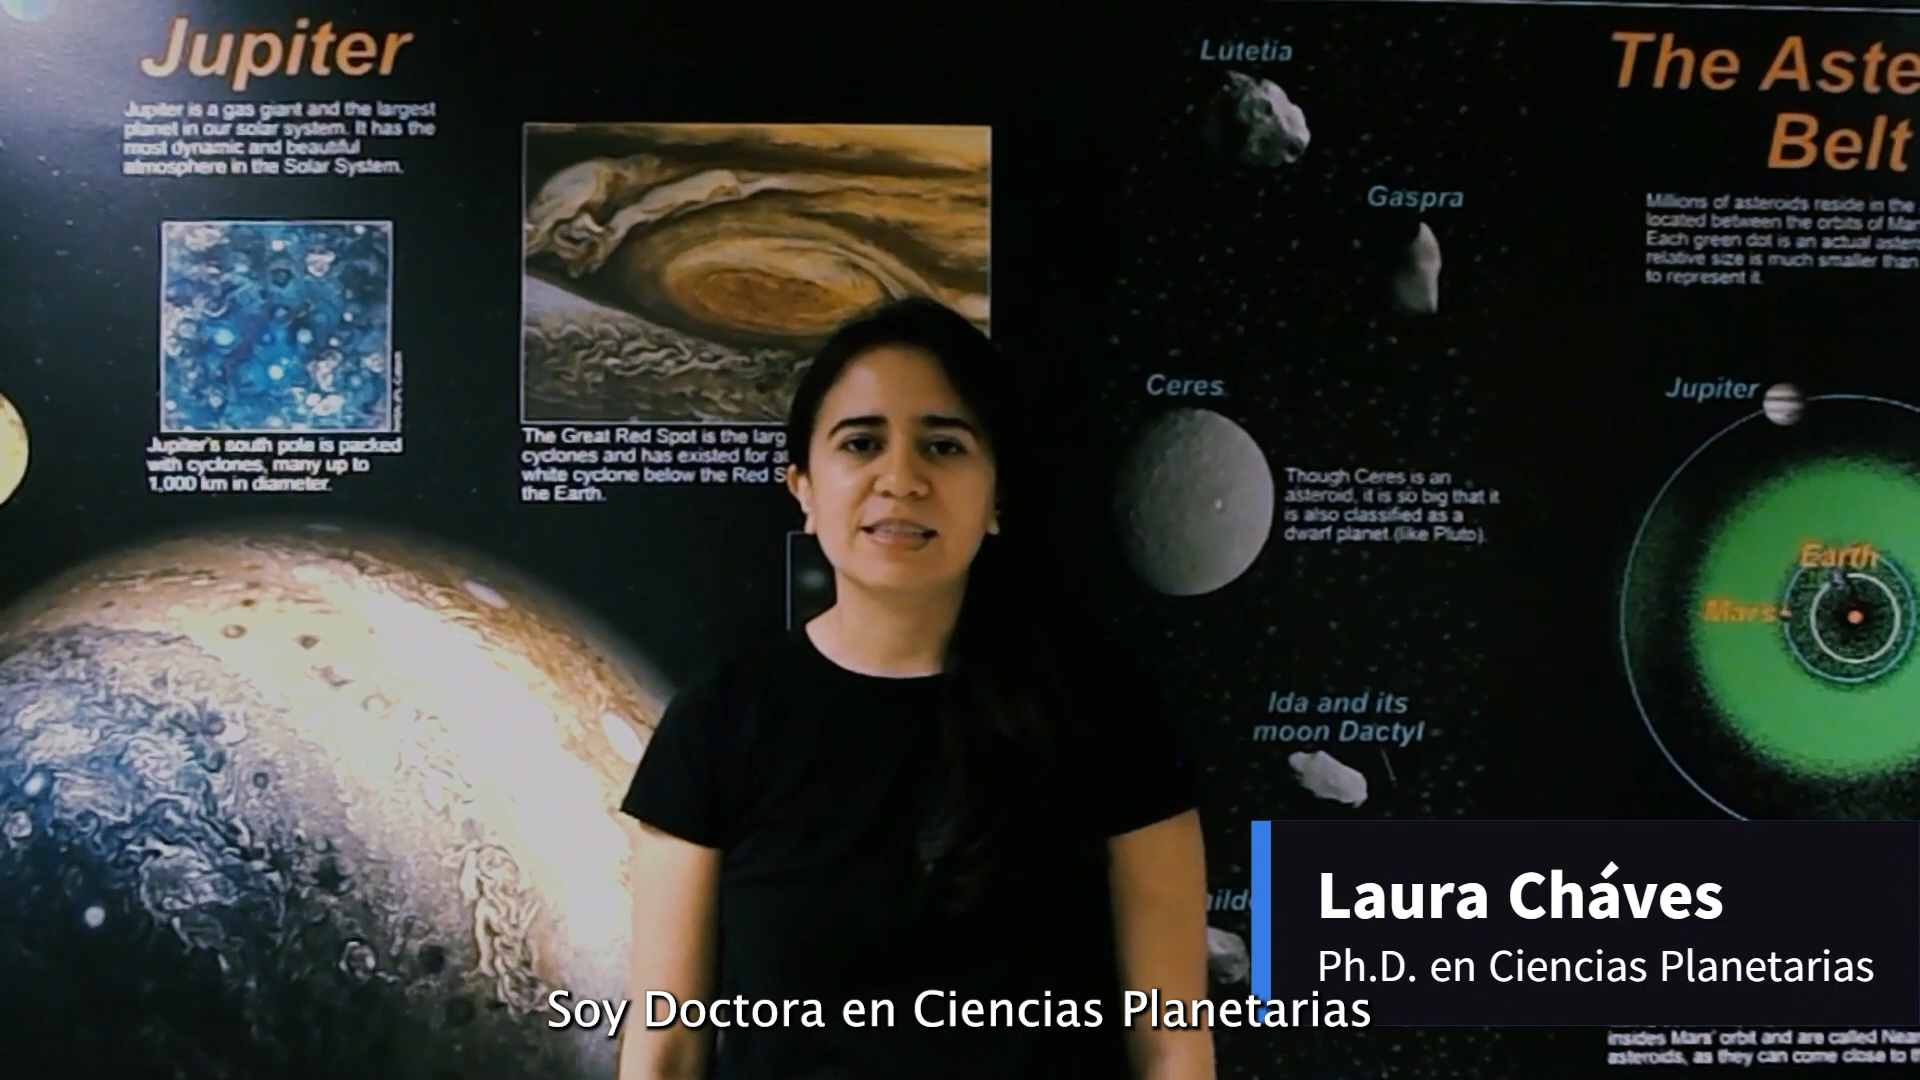 Jupiter
Jupiter is a gas giant and the largest
planet in our solar system. It has the
most dynamic and beautiful
atmosphere in the Solar System.
Jupiter's south pole is packed
with cyclones, many up to
1,000 km in diameter.
The Great Red Spot is the larg
cyclones and has existed for a
white cyclone below the Red S
the Earth.
Lutetia
Gaspra
Ceres
Though Ceres is an
asteroid, it is so big that it
is also classified as a
dwarf planet (like Pluto).
Ida and its
moon Dactyl
The Aste
Belt
Millions of asteroids reside in the
located between the orbits of Mar
Each green dot is an actual aster
relative size is much smaller than
to represent it.
Jupiter
Earth
Mars
Laura Cháves
Ph.D. en Ciencias Planetarias
Soy Doctora en Ciencias Planetarias
insides Mars' orbit and are called Near
asteroids, as they can come close to